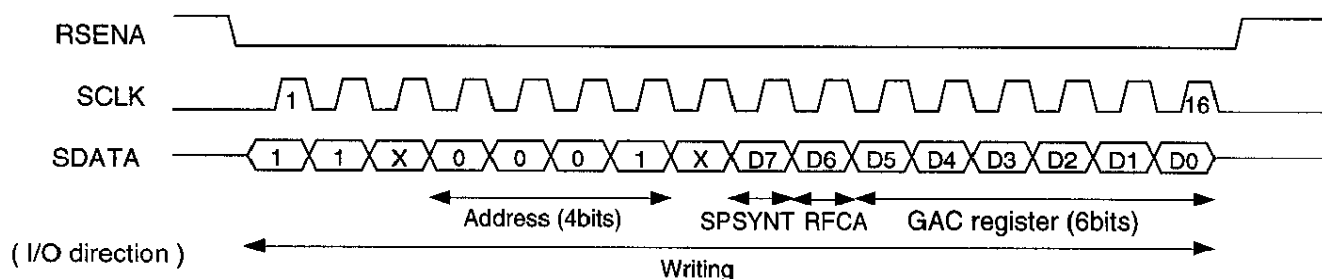 RSENA
SCLK 1 16
SDATA 1 1 X 0 0 0 1 X D7 D6 D5 D4 D3 D2 D1 D0
Address (4bits) SPSYNT RFCA GAC register (6bits)
( I/O direction ) Writing